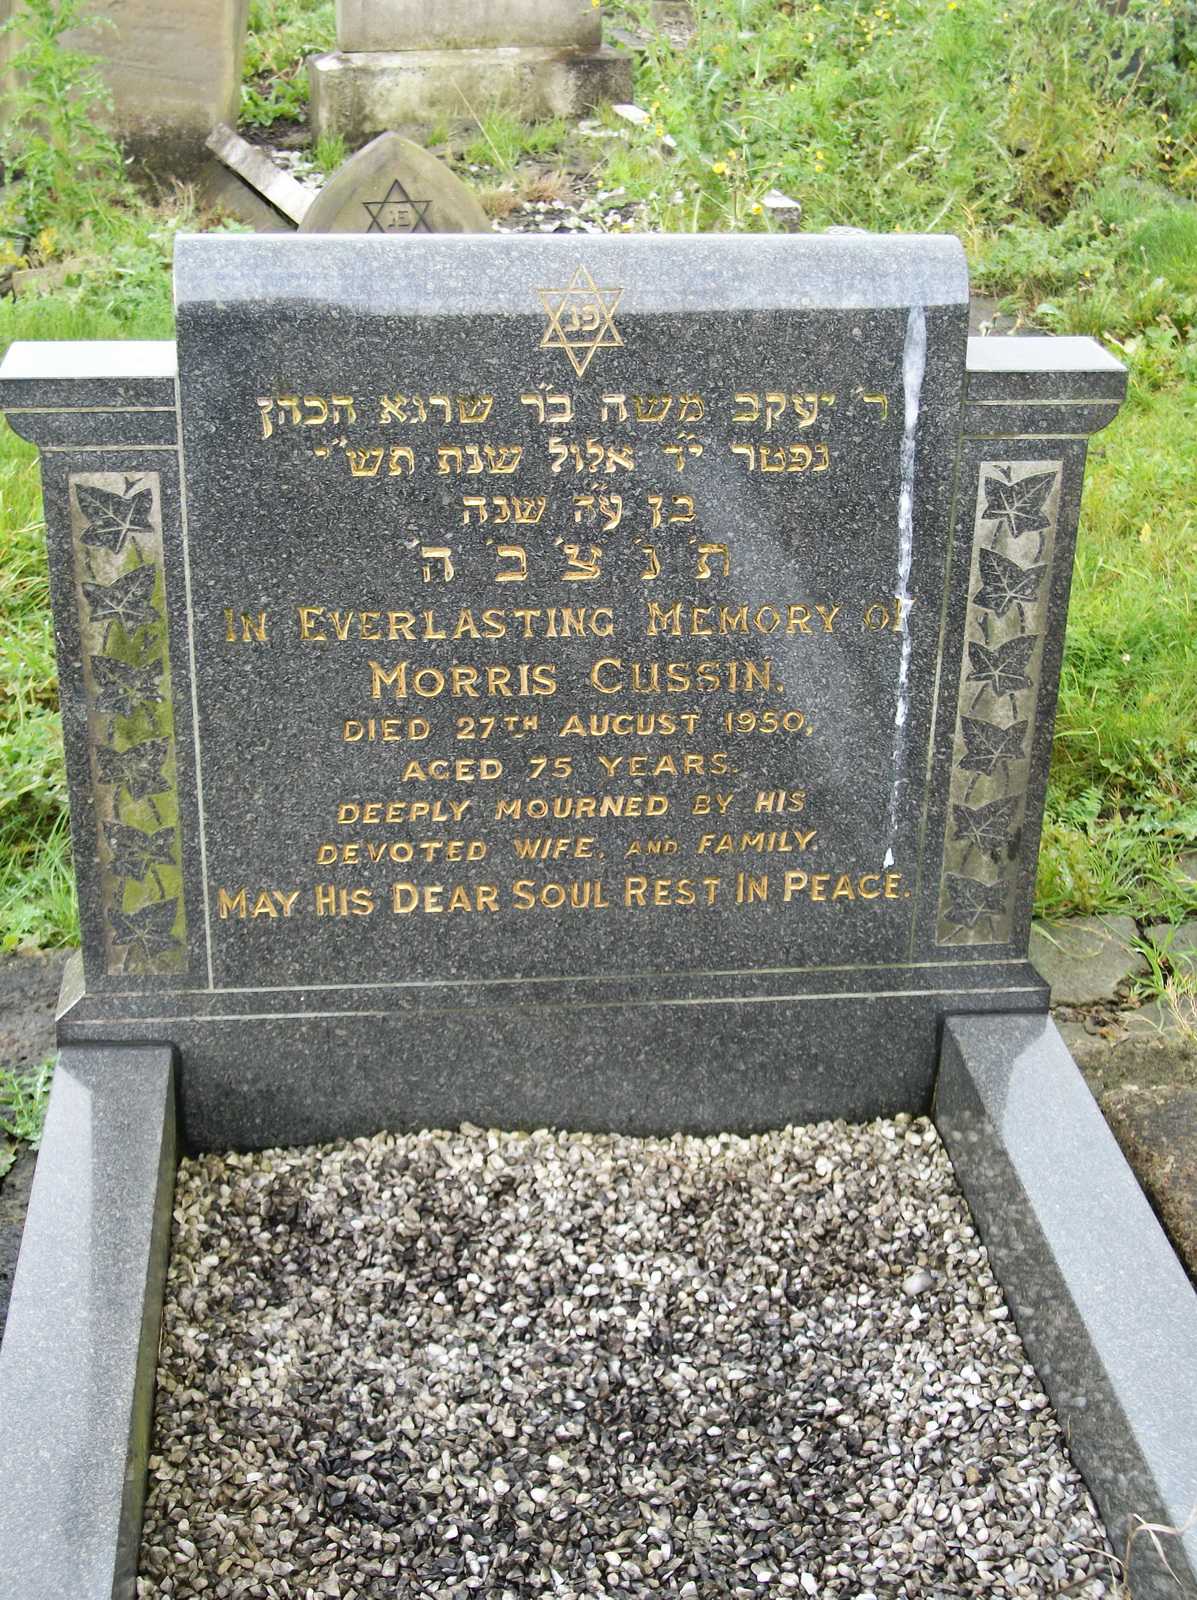 פנ
פנ
ר׳ יעקב משה ב״ר שרגא הכהן
נפטר י״ד אלול שנת תש״י
בן ע״ה שנה
ת׳ נ׳ צ׳ ב׳ ה׳
IN EVERLASTING MEMORY OF
MORRIS CUSSIN.
DIED 27TH AUGUST 1950,
AGED 75 YEARS.
DEEPLY MOURNED BY HIS
DEVOTED WIFE, AND FAMILY.
MAY HIS DEAR SOUL REST IN PEACE.